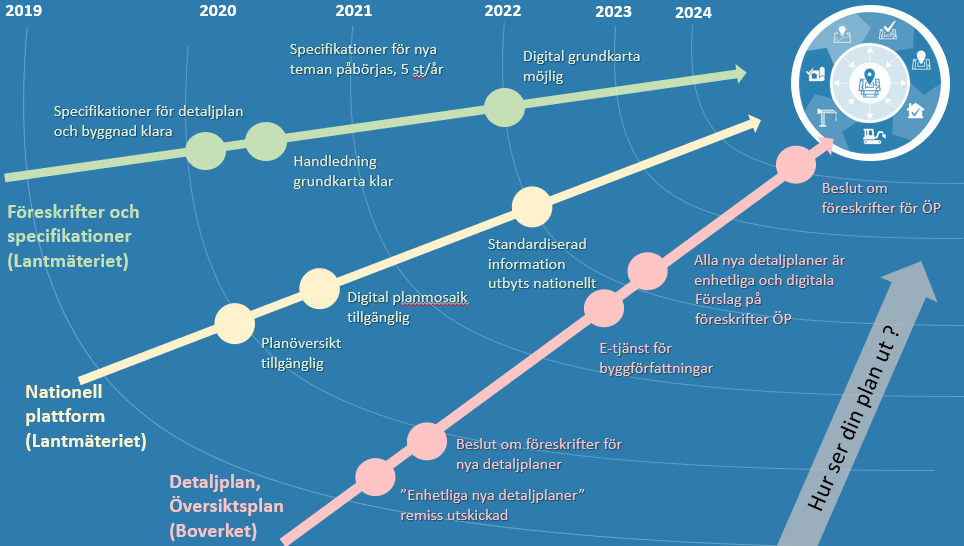 2019
2020
2021
2022
2023
2024
Specifikationer för detaljplan
och byggnad klara
Specifikationer för nya
teman påbörjas, 5 st/år
Digital grundkarta
möjlig
Handledning
grundkarta klar
Föreskrifter och
specifikationer
(Lantmäteriet)
Standardiserad
information
utbyts nationellt
Digital planmosaik
tillgänglig
Planöversikt
tillgänglig
Nationell
plattform
(Lantmäteriet)
Beslut om
föreskrifter för ÖP
Alla nya detaljplaner är
enhetliga och digitala
Förslag på
föreskrifter ÖP
E-tjänst för
byggförfattningar
Beslut om föreskrifter för
nya detaljplaner
”Enhetliga nya detaljplaner”
remiss utskickad
Detaljplan,
Översiktsplan
(Boverket)
Hur ser din plan ut ?